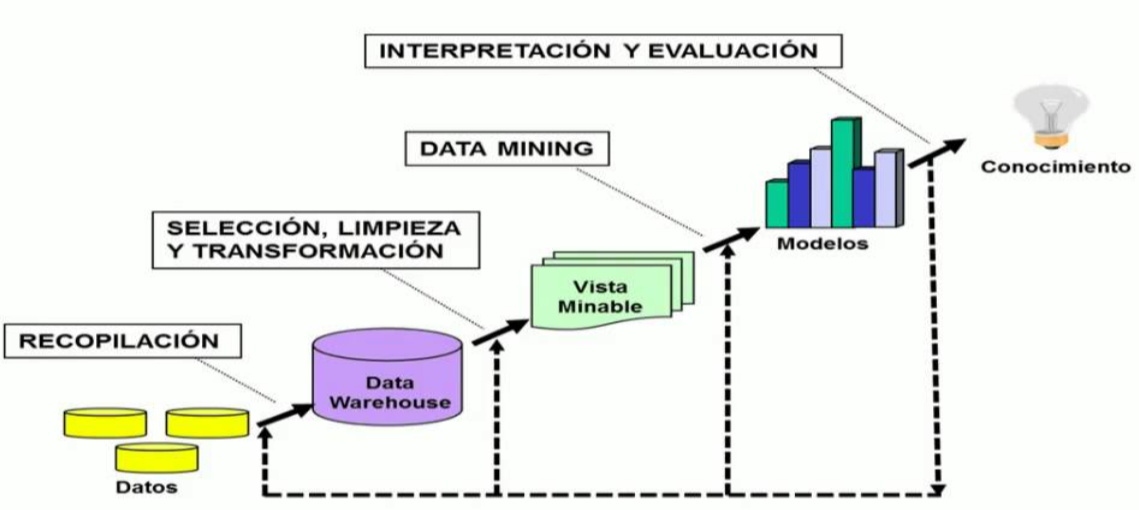 INTERPRETACIÓN Y EVALUACIÓN
Conocimiento
DATA MINING
Modelos
SELECCIÓN, LIMPIEZA
Y TRANSFORMACIÓN
Vista
Minable
RECOPILACIÓN
Data
Warehouse
Datos